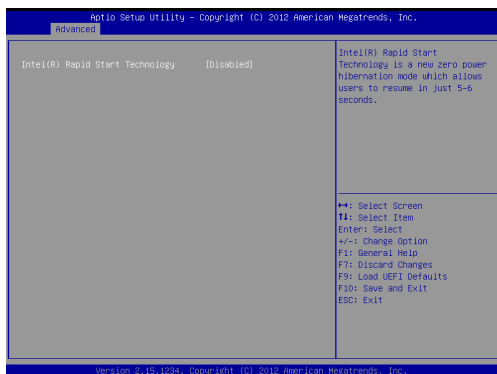 Aptio Setup Utility – Copyright (C) 2012 American Megatrends, Inc.
Advanced
Intel(R) Rapid Start Technology [Disabled]
Intel(R) Rapid Start
Technology is a new zero power
hibernation mode which allows
users to resume in just 5-6
seconds.
↔: Select Screen
↑↓: Select Item
Enter: Select
+/-: Change Option
F1: General Help
F7: Discard Changes
F9: Load UEFI Defaults
F10: Save and Exit
ESC: Exit
Version 2.15.1234. Copyright (C) 2012 American Megatrends, Inc.